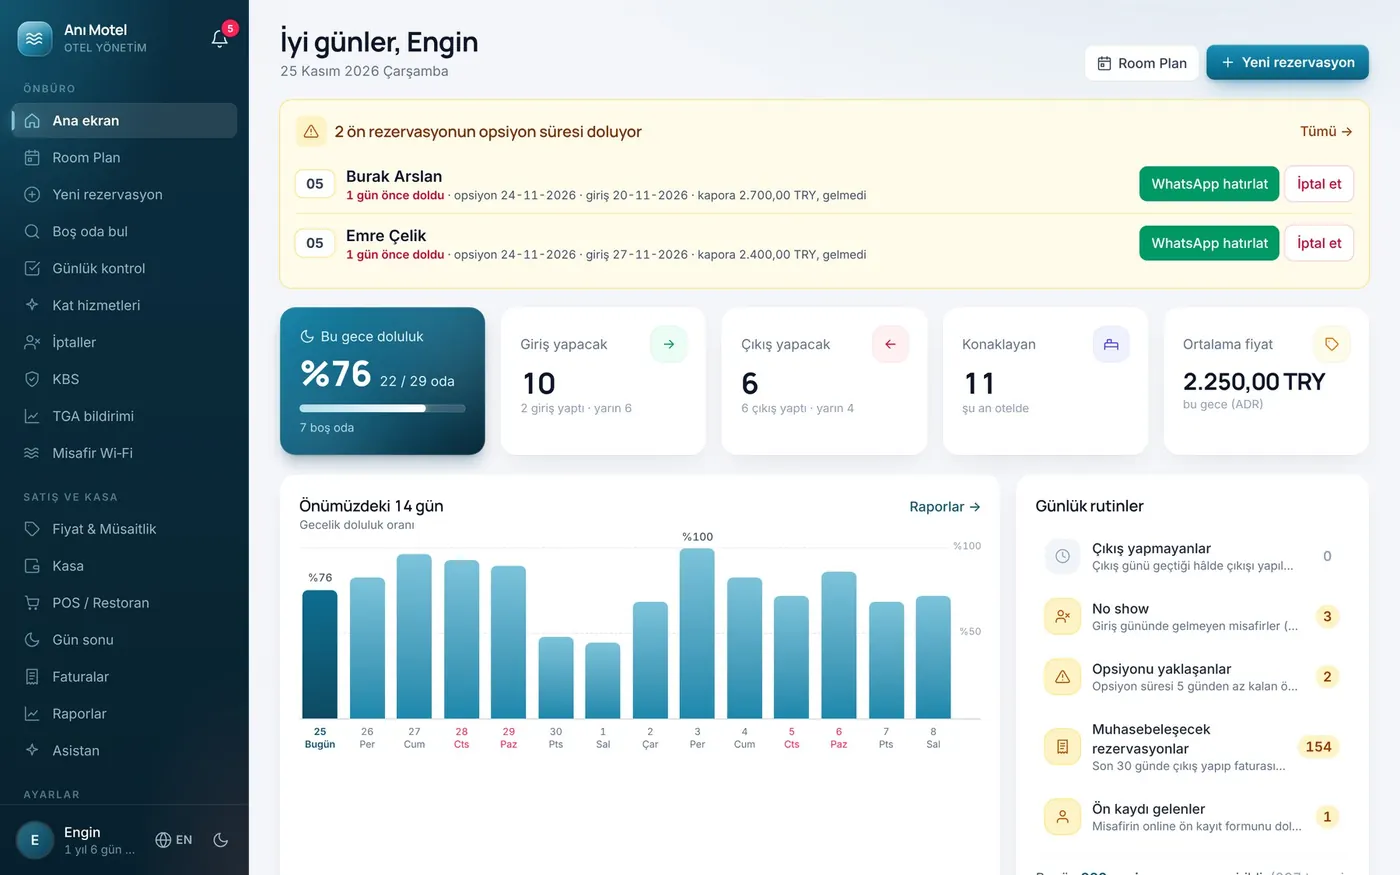 Anı Motel
OTEL YÖNETİM
5
ÖNBÜRO
Ana ekran
Room Plan
Yeni rezervasyon
Boş oda bul
Günlük kontrol
Kat hizmetleri
İptaller
KBS
TGA bildirimi
Misafir Wi-Fi
SATIŞ VE KASA
Fiyat & Müsaitlik
Kasa
POS / Restoran
Gün sonu
Faturalar
Raporlar
Asistan
AYARLAR
E
Engin
1 yıl 6 gün ...
EN
İyi günler, Engin
25 Kasım 2026 Çarşamba
Room Plan
+ Yeni rezervasyon
2 ön rezervasyonun opsiyon süresi doluyor
Tümü →
05
Burak Arslan
1 gün önce doldu · opsiyon 24-11-2026 · giriş 20-11-2026 · kapora 2.700,00 TRY, gelmedi
WhatsApp hatırlat
İptal et
05
Emre Çelik
1 gün önce doldu · opsiyon 24-11-2026 · giriş 27-11-2026 · kapora 2.400,00 TRY, gelmedi
WhatsApp hatırlat
İptal et
Bu gece doluluk
%76 22 / 29 oda
7 boş oda
Giriş yapacak
10
2 giriş yaptı · yarın 6
Çıkış yapacak
6
6 çıkış yaptı · yarın 4
Konaklayan
11
şu an otelde
Ortalama fiyat
2.250,00 TRY
bu gece (ADR)
Önümüzdeki 14 gün
Gecelik doluluk oranı
Raporlar →
%100
%100
%76
%50
25 26 27 28 29 30 1 2 3 4 5 6 7 8
Bugün Per Cum Cts Paz Pts Sal Çar Per Cum Cts Paz Pts Sal
Günlük rutinler
Çıkış yapmayanlar
Çıkış günü geçtiği hâlde çıkışı yapıl...
0
No show
Giriş gününde gelmeyen misafirler (...
3
Opsiyonu yaklaşanlar
Opsiyon süresi 5 günden az kalan ö...
2
Muhasebeleşecek
rezervasyonlar
Son 30 günde çıkış yapıp faturası...
154
Ön kaydı gelenler
Misafirin online ön kayıt formunu dol...
1